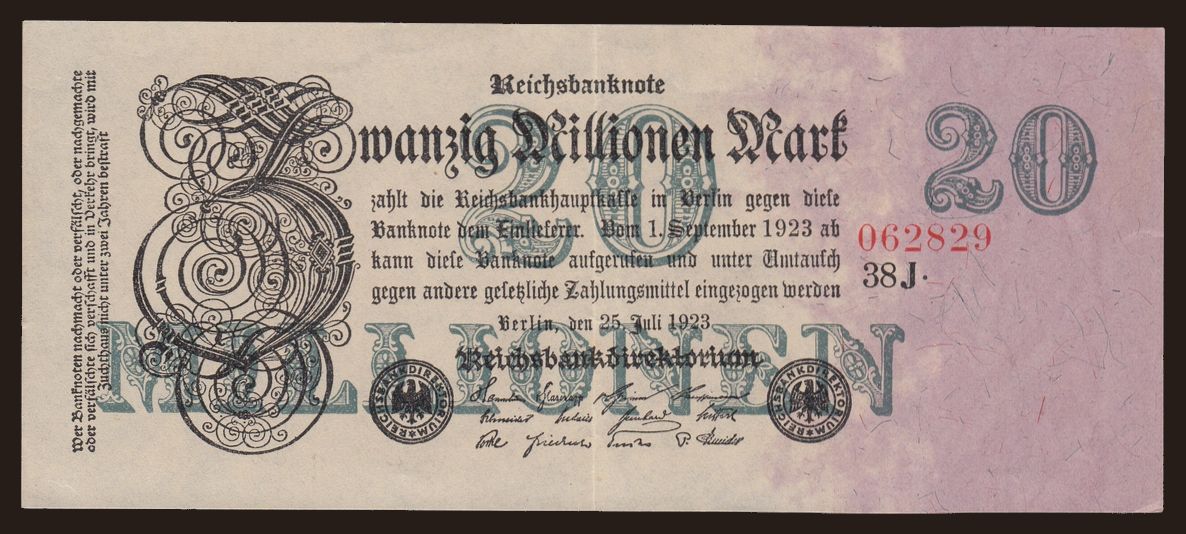 Reichsbanknote
Zwanzig Millionen Mark
20
20
zahlt die Reichsbankhauptkasse in Berlin gegen diese
Banknote dem Einlieferer. Vom 1. September 1923 ab
kann diese Banknote aufgerufen und unter Umtausch
gegen andere gesetzliche Zahlungsmittel eingezogen werden
Berlin, den 25. Juli 1923
Reichsbankdirektorium
MILLIONEN
REICHSBANKDIREKTORIUM
REICHSBANKDIREKTORIUM
062829
38 J.
Wer Banknoten nachmacht oder verfälscht, oder nachgemachte
oder verfälschte sich verschafft und in Verkehr bringt, wird mit
Zuchthaus nicht unter zwei Jahren bestraft